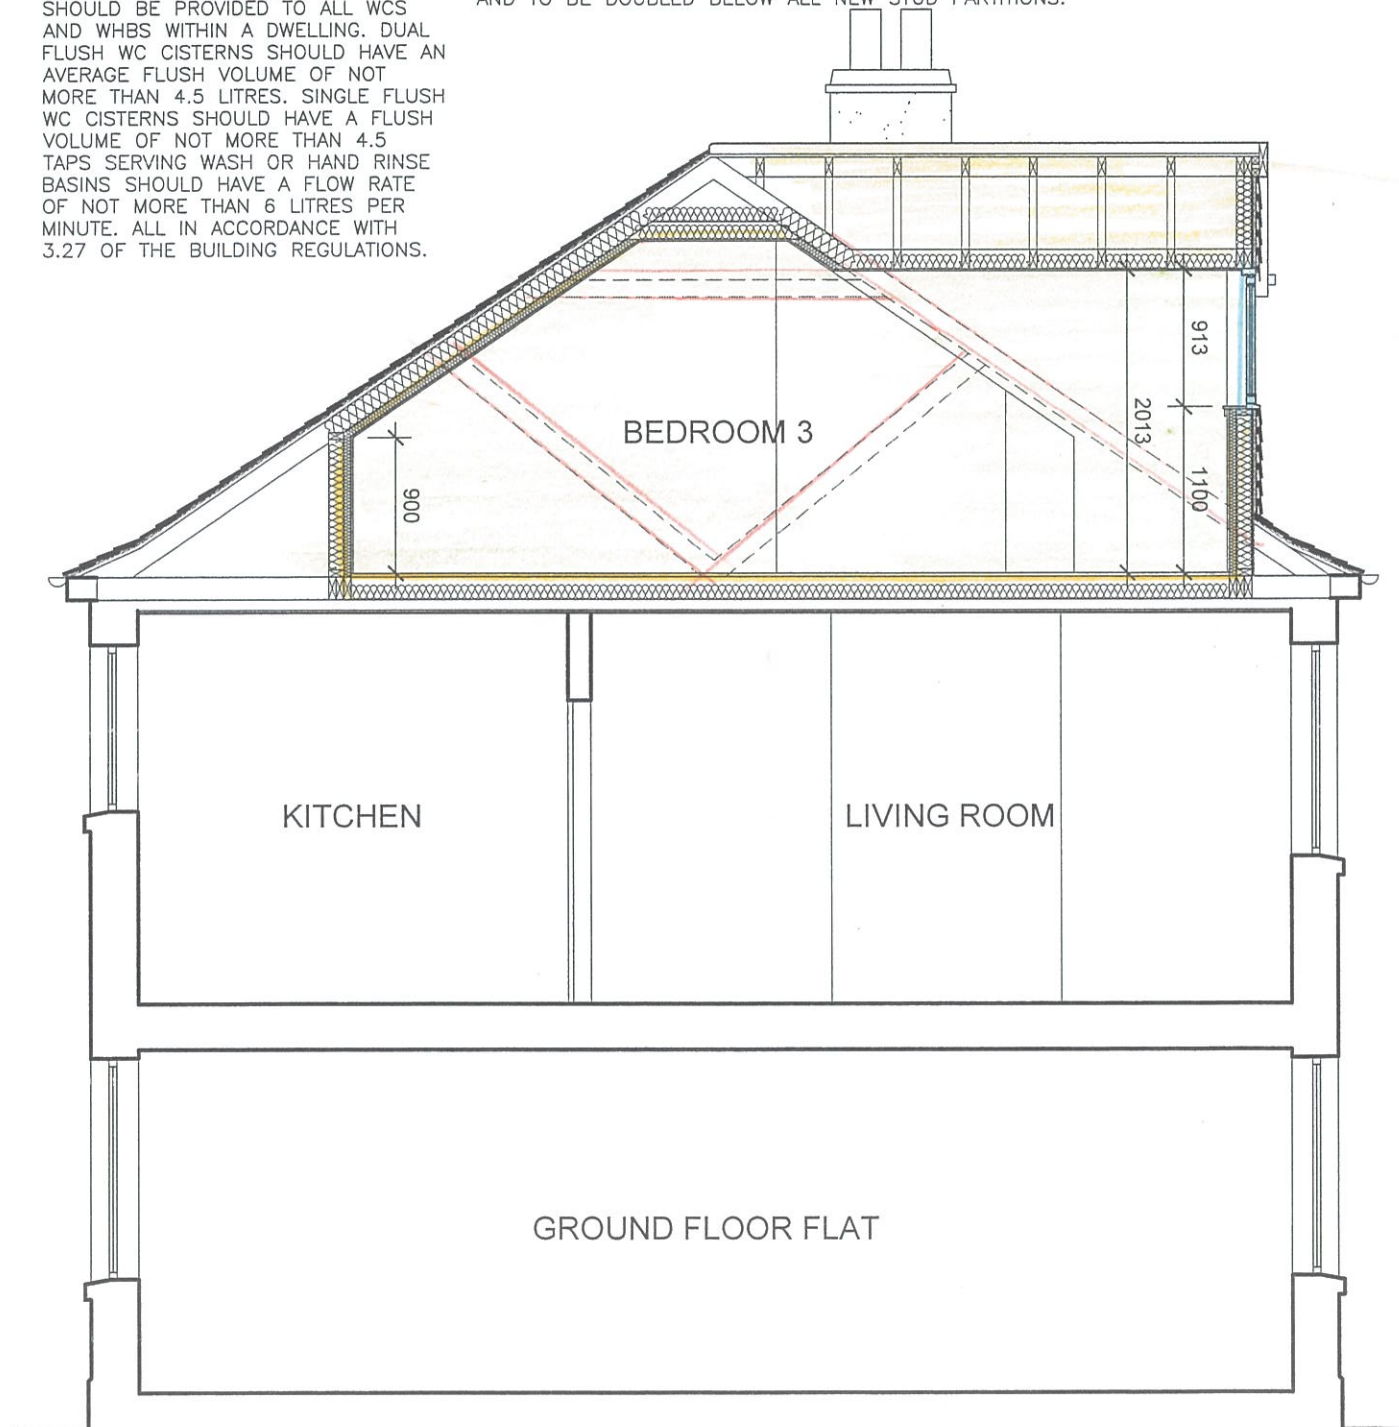 SHOULD BE PROVIDED TO ALL WCS
AND WHBS WITHIN A DWELLING. DUAL
FLUSH WC CISTERNS SHOULD HAVE AN
AVERAGE FLUSH VOLUME OF NOT
MORE THAN 4.5 LITRES. SINGLE FLUSH
WC CISTERNS SHOULD HAVE A FLUSH
VOLUME OF NOT MORE THAN 4.5
TAPS SERVING WASH OR HAND RINSE
BASINS SHOULD HAVE A FLOW RATE
OF NOT MORE THAN 6 LITRES PER
MINUTE. ALL IN ACCORDANCE WITH
3.27 OF THE BUILDING REGULATIONS.
AND TO BE DOUBLED BELOW ALL NEW STUD PARTITIONS.
913
2013
BEDROOM 3
1100
900
KITCHEN
LIVING ROOM
GROUND FLOOR FLAT